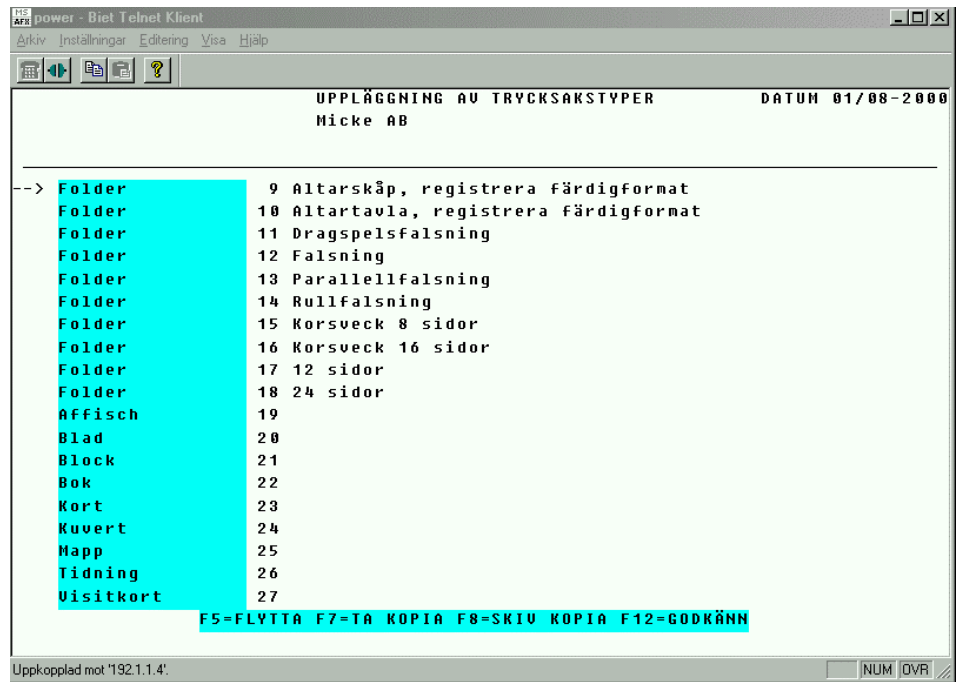 MS AFX power - Biet Telnet Klient
Arkiv Inställningar Editering Visa Hjälp
UPPLÄGGNING AV TRYCKSAKSTYPER DATUM 01/08-2000
Micke AB
--> Folder 9 Altarskåp, registrera färdigformat
Folder 10 Altartavla, registrera färdigformat
Folder 11 Dragspelsfalsning
Folder 12 Falsning
Folder 13 Parallellfalsning
Folder 14 Rullfalsning
Folder 15 Korsveck 8 sidor
Folder 16 Korsveck 16 sidor
Folder 17 12 sidor
Folder 18 24 sidor
Affisch 19
Blad 20
Block 21
Bok 22
Kort 23
Kuvert 24
Mapp 25
Tidning 26
Visitkort 27
F5=FLYTTA F7=TA KOPIA F8=SKIV KOPIA F12=GODKÄNN
Uppkopplad mot '192.1.1.4'. NUM OVR